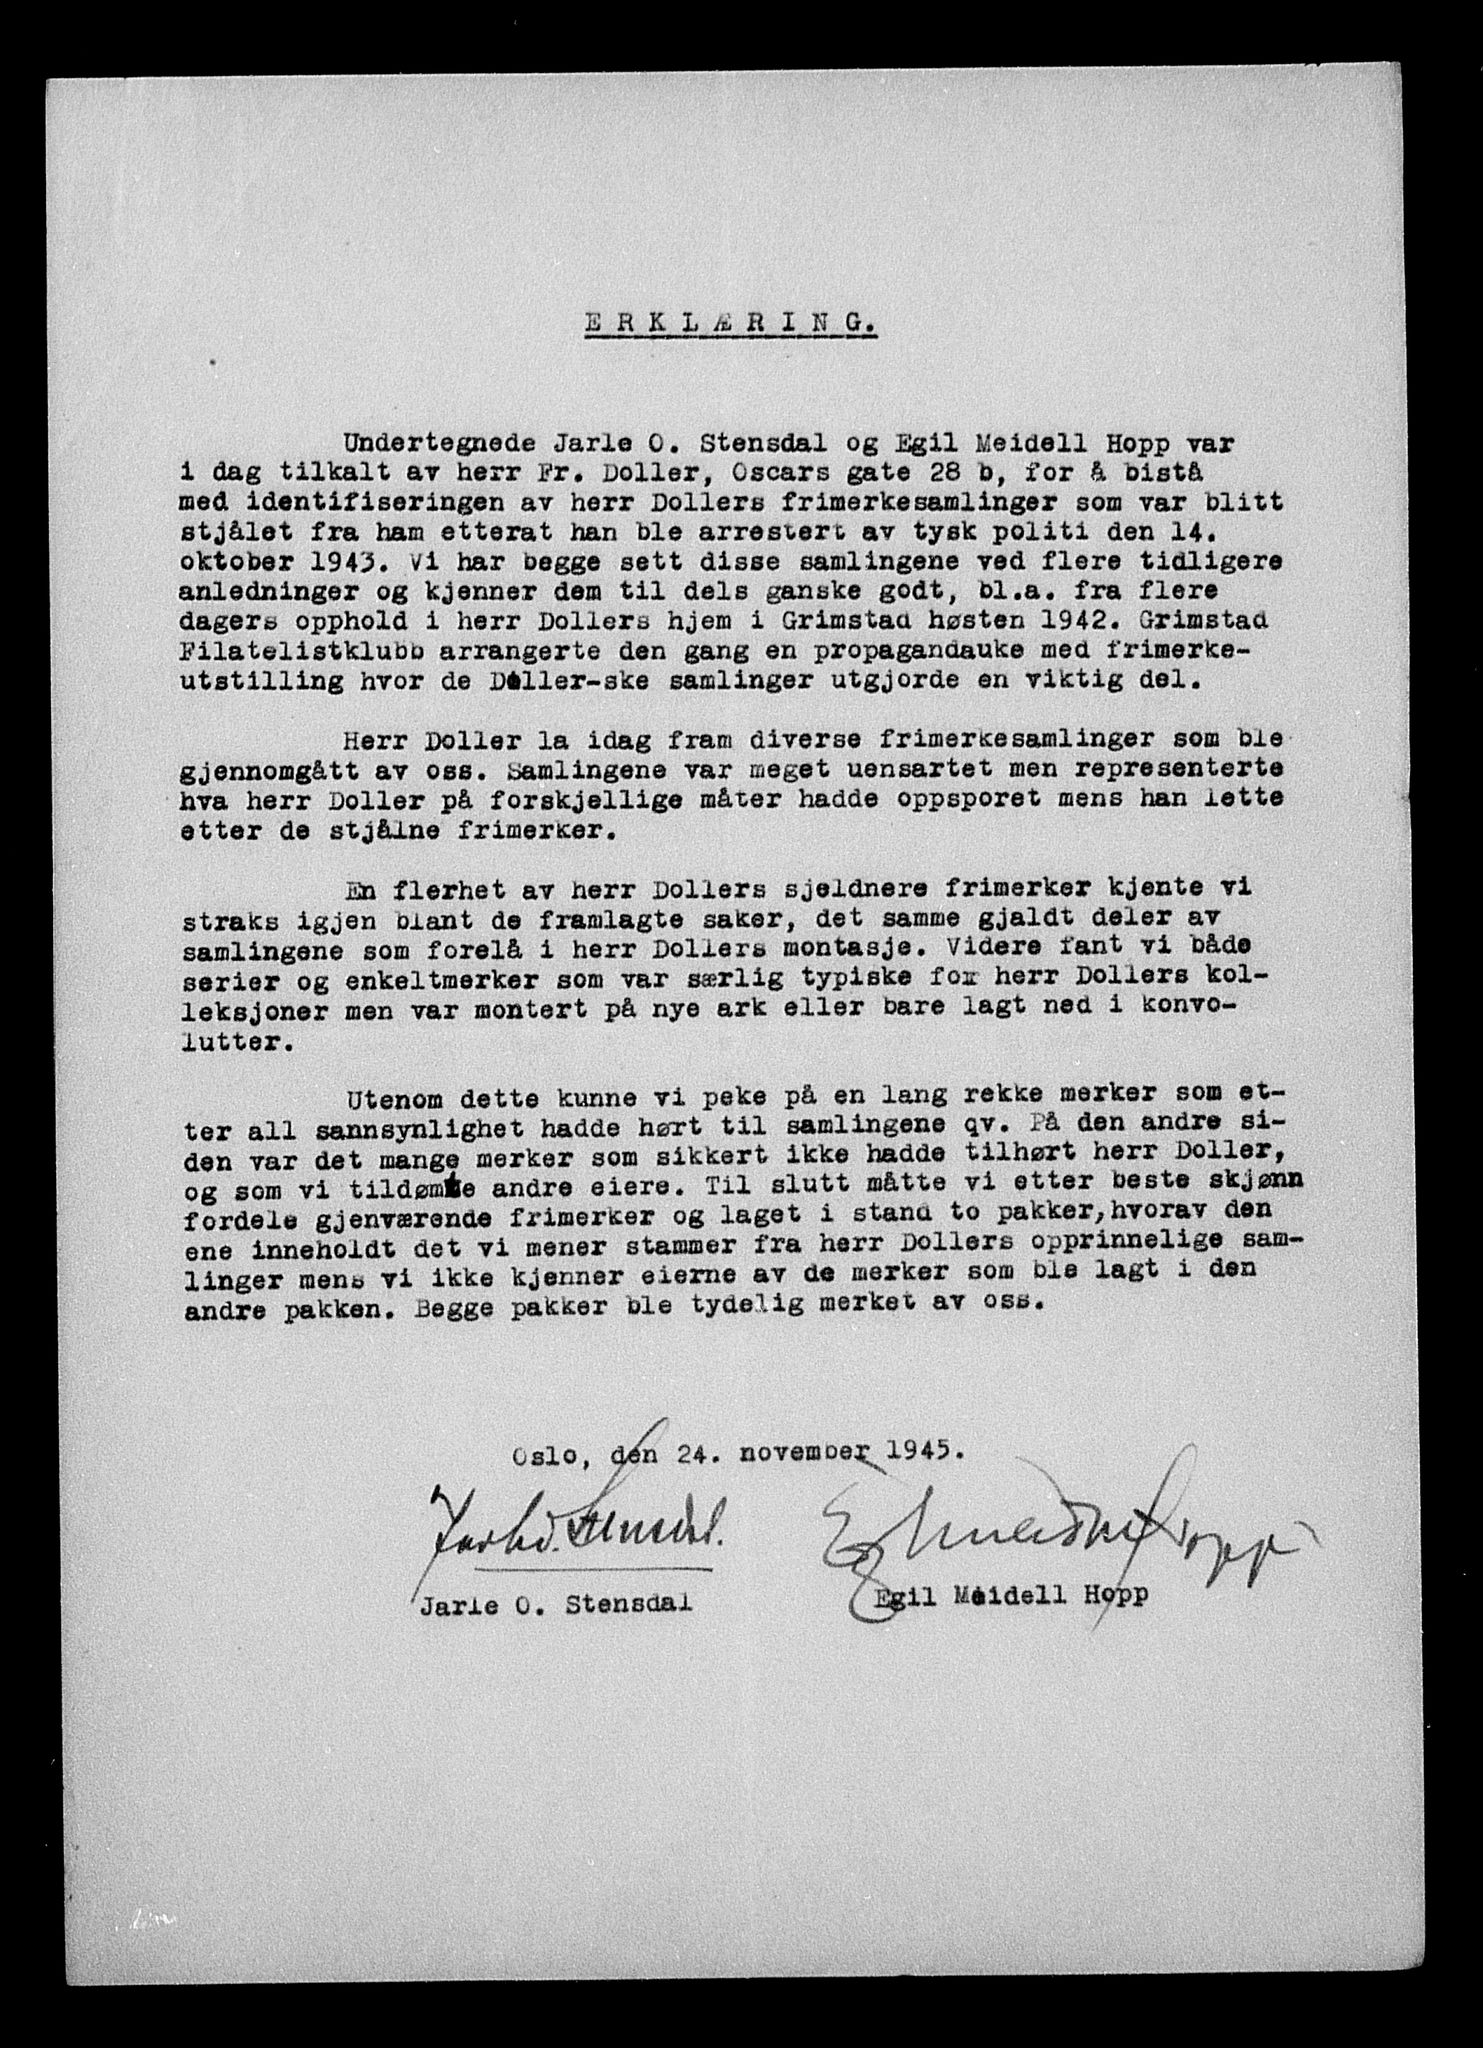 E R K L Æ R I N G.
Undertegnede Jarle O. Stensdal og Egil Meidell Hopp var
i dag tilkalt av herr Fr. Doller, Oscars gate 28 b, for å bistå
med identifiseringen av herr Dollers frimerkesamlinger som var blitt
stjålet fra ham etterat han ble arrestert av tysk politi den 14.
oktober 1943. Vi har begge sett disse samlingene ved flere tidligere
anledninger og kjenner dem til dels ganske godt, bl.a. fra flere
dagers opphold i herr Dollers hjem i Grimstad høsten 1942. Grimstad
Filatelistklubb arrangerte den gang en propagandauke med frimerke-
utstilling hvor de Doller-ske samlinger utgjorde en viktig del.
Herr Doller la idag fram diverse frimerkesamlinger som ble
gjennomgått av oss. Samlingene var meget uensartet men representerte
hva herr Doller på forskjellige måter hadde oppsporet mens han lette
etter de stjålne frimerker.
En flerhet av herr Dollers sjeldnere frimerker kjente vi
straks igjen blant de framlagte saker, det samme gjaldt deler av
samlingene som forelå i herr Dollers montasje. Videre fant vi både
serier og enkeltmerker som var særlig typiske for herr Dollers kol-
leksjoner men var montert på nye ark eller bare lagt ned i konvo-
lutter.
Utenom dette kunne vi peke på en lang rekke merker som et-
ter all sannsynlighet hadde hørt til samlingene qv. På den andre si-
den var det mange merker som sikkert ikke hadde tilhørt herr Doller,
og som vi tildømte andre eiere. Til slutt måtte vi etter beste skjønn
fordele gjenværende frimerker og laget i stand to pakker, hvorav den
ene inneholdt det vi mener stammer fra herr Dollers opprinnelige sam-
linger mens vi ikke kjenner eierne av de merker som ble lagt i den
andre pakken. Begge pakker ble tydelig merket av oss.
Oslo, den 24. november 1945.
Jarle O. Stensdal. Egil Meidell Hopp
Jarle O. Stensdal Egil Meidell Hopp